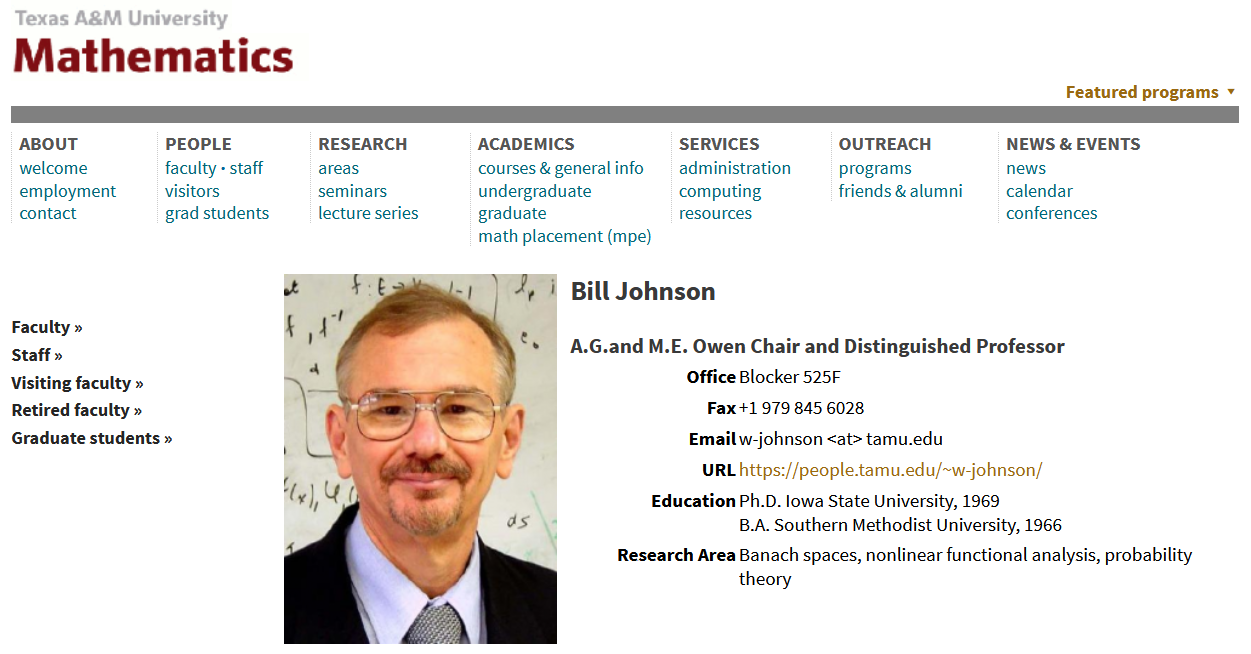 Texas A&M University
Mathematics
Featured programs ▾
ABOUT
welcome
employment
contact
PEOPLE
faculty • staff
visitors
grad students
RESEARCH
areas
seminars
lecture series
ACADEMICS
courses & general info
undergraduate
graduate
math placement (mpe)
SERVICES
administration
computing
resources
OUTREACH
programs
friends & alumni
NEWS & EVENTS
news
calendar
conferences
Faculty »
Staff »
Visiting faculty »
Retired faculty »
Graduate students »
ds
Bill Johnson
A.G.and M.E. Owen Chair and Distinguished Professor
Office Blocker 525F
Fax +1 979 845 6028
Email w-johnson <at> tamu.edu
URL https://people.tamu.edu/~w-johnson/
Education Ph.D. Iowa State University, 1969
B.A. Southern Methodist University, 1966
Research Area Banach spaces, nonlinear functional analysis, probability
theory